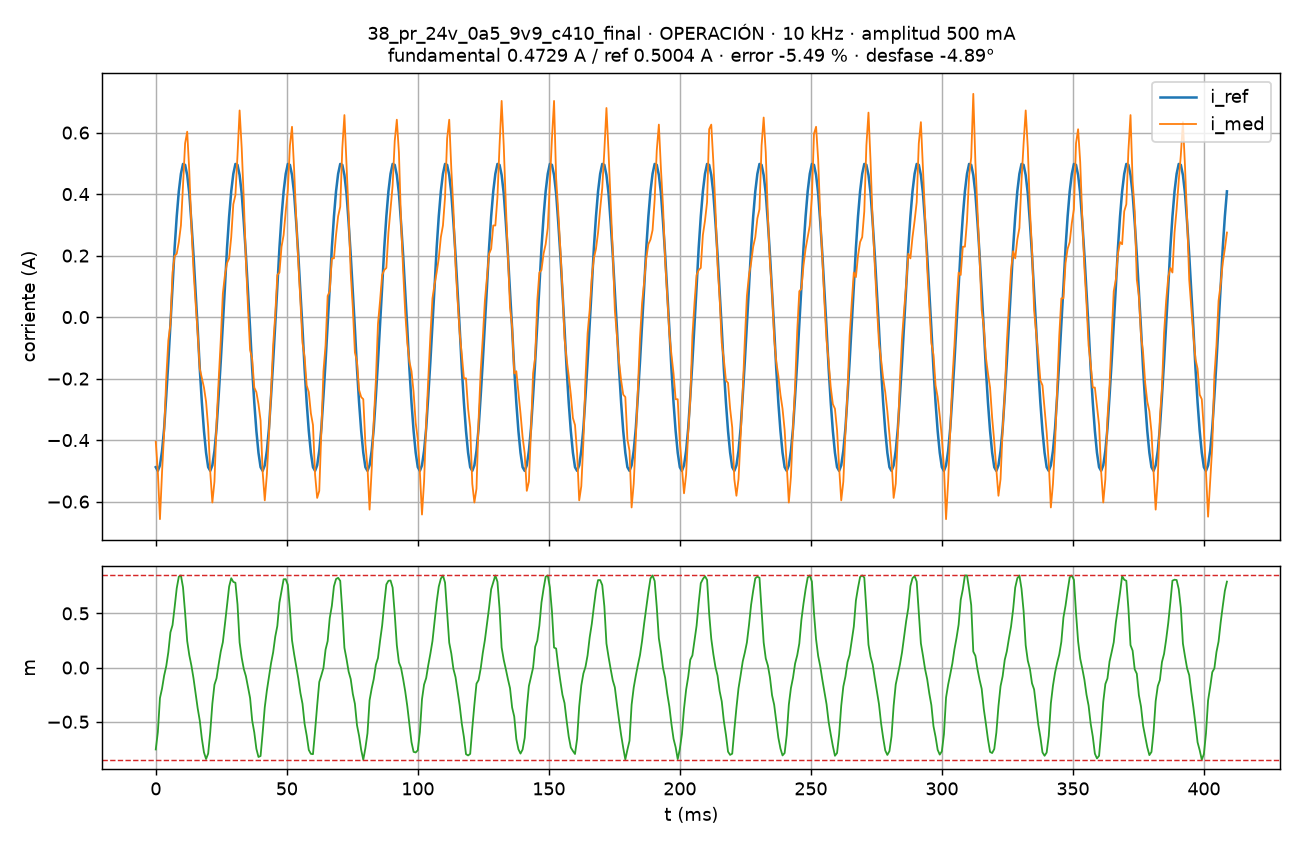 38_pr_24v_0a5_9v9_c410_final · OPERACIÓN · 10 kHz · amplitud 500 mA
fundamental 0.4729 A / ref 0.5004 A · error -5.49 % · desfase -4.89°
i_ref
i_med
corriente (A)
0.6
0.4
0.2
0.0
−0.2
−0.4
−0.6
m
0.5
0.0
−0.5
0
50
100
150
200
250
300
350
400
t (ms)